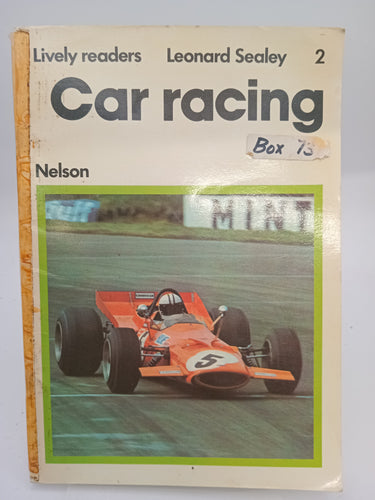 Lively readers Leonard Sealey 2
Car racing
Box 73
Nelson
MINT
5